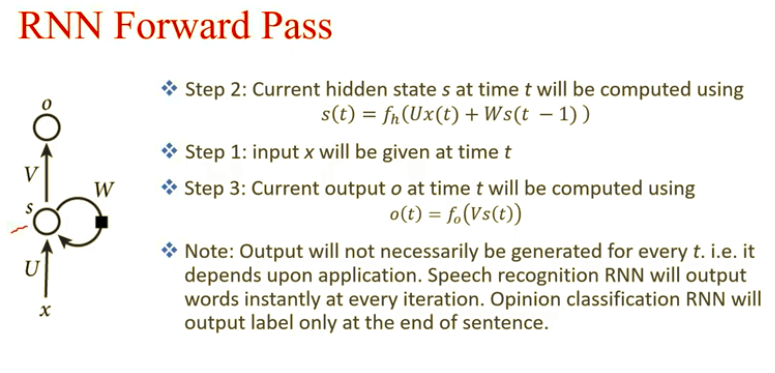 RNN Forward Pass
❖ Step 2: Current hidden state s at time t will be computed using
s(t) = fₕ(Ux(t) + Ws(t − 1) )
❖ Step 1: input x will be given at time t
❖ Step 3: Current output o at time t will be computed using
o(t) = fₒ(Vs(t))
❖ Note: Output will not necessarily be generated for every t. i.e. it
depends upon application. Speech recognition RNN will output
words instantly at every iteration. Opinion classification RNN will
output label only at the end of sentence.
o
V
W
s
U
x